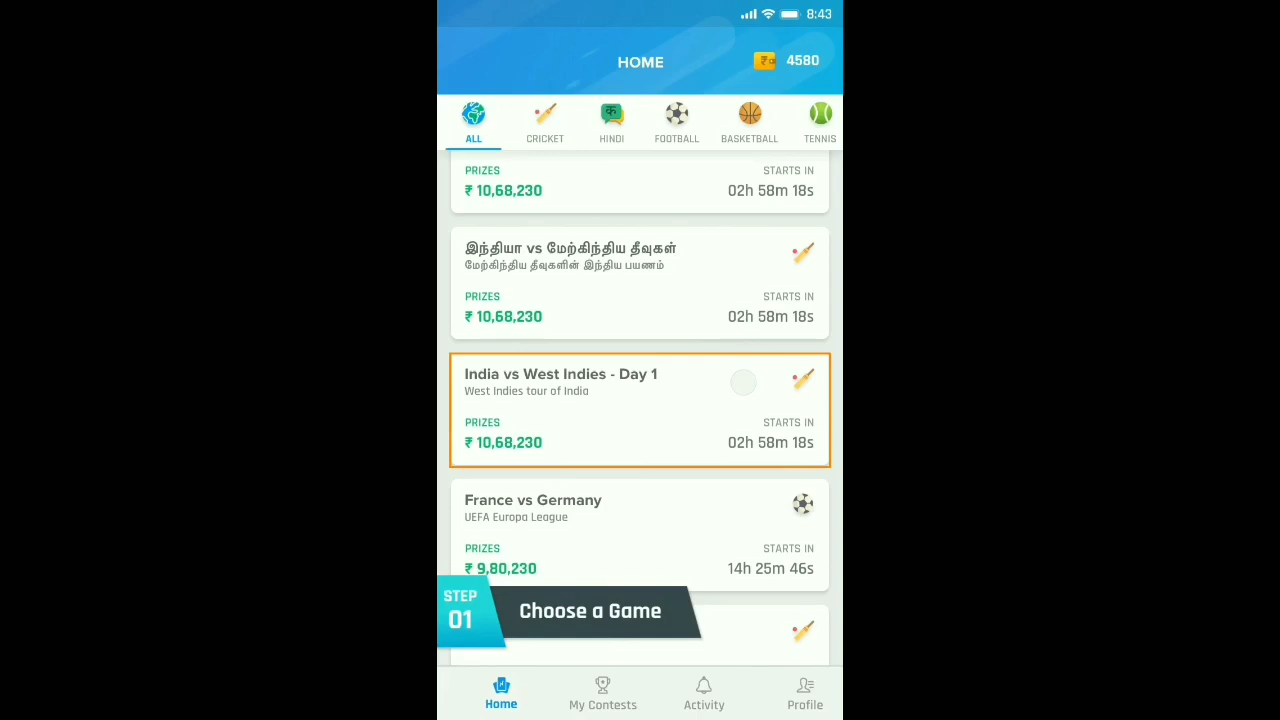 8:43
HOME
4580
ALL CRICKET HINDI FOOTBALL BASKETBALL TENNIS
PRIZES STARTS IN
₹ 10,68,230 02h 58m 18s
இந்தியா vs மேற்கிந்திய தீவுகள்
மேற்கிந்திய தீவுகளின் இந்திய பயணம்
PRIZES STARTS IN
₹ 10,68,230 02h 58m 18s
India vs West Indies - Day 1
West Indies tour of India
PRIZES STARTS IN
₹ 10,68,230 02h 58m 18s
France vs Germany
UEFA Europa League
PRIZES STARTS IN
₹ 9,80,230 14h 25m 46s
STEP
01
Choose a Game
Home My Contests Activity Profile